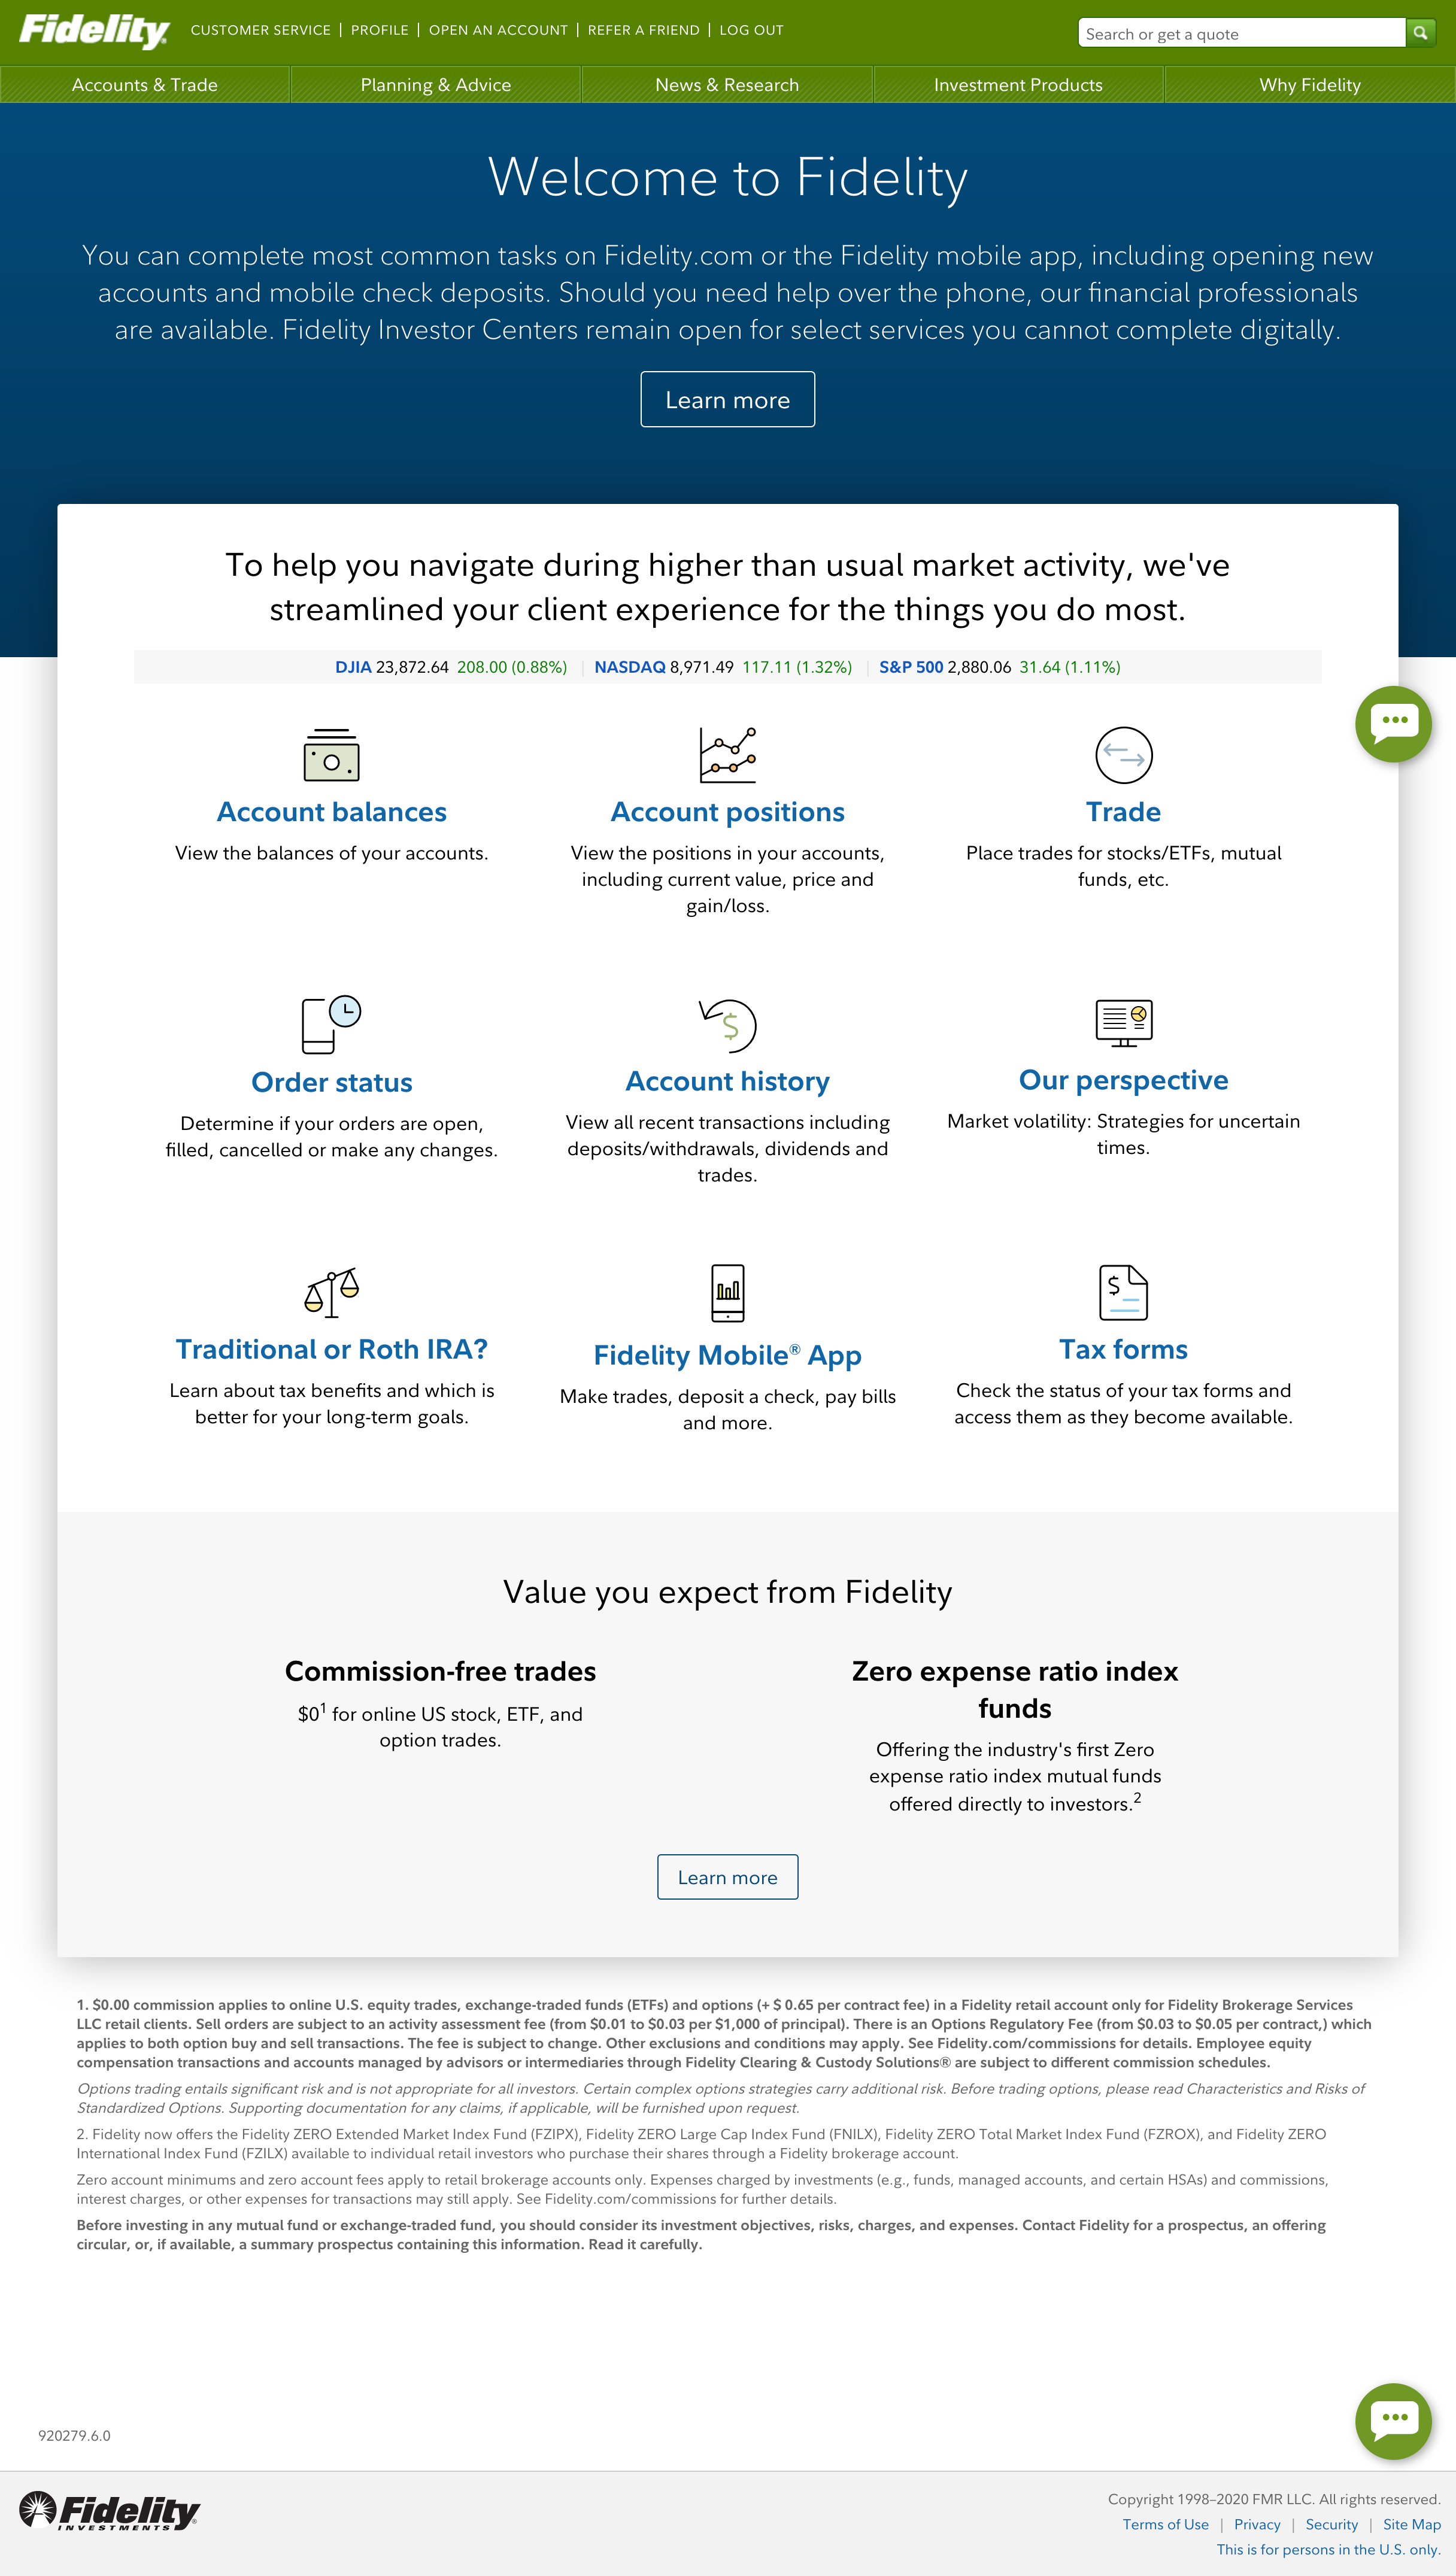 Fidelity
CUSTOMER SERVICE | PROFILE | OPEN AN ACCOUNT | REFER A FRIEND | LOG OUT
Search or get a quote
Accounts & Trade
Planning & Advice
News & Research
Investment Products
Why Fidelity
Welcome to Fidelity
You can complete most common tasks on Fidelity.com or the Fidelity mobile app, including opening new
accounts and mobile check deposits. Should you need help over the phone, our financial professionals
are available. Fidelity Investor Centers remain open for select services you cannot complete digitally.
Learn more
To help you navigate during higher than usual market activity, we've
streamlined your client experience for the things you do most.
DJIA 23,872.64 208.00 (0.88%) | NASDAQ 8,971.49 117.11 (1.32%) | S&P 500 2,880.06 31.64 (1.11%)
Account balances
View the balances of your accounts.
Account positions
View the positions in your accounts,
including current value, price and
gain/loss.
Trade
Place trades for stocks/ETFs, mutual
funds, etc.
Order status
Determine if your orders are open,
filled, cancelled or make any changes.
$
Account history
View all recent transactions including
deposits/withdrawals, dividends and
trades.
Our perspective
Market volatility: Strategies for uncertain
times.
Traditional or Roth IRA?
Learn about tax benefits and which is
better for your long-term goals.
Fidelity Mobile® App
Make trades, deposit a check, pay bills
and more.
$
Tax forms
Check the status of your tax forms and
access them as they become available.
Value you expect from Fidelity
Commission-free trades
$0¹ for online US stock, ETF, and
option trades.
Zero expense ratio index
funds
Offering the industry's first Zero
expense ratio index mutual funds
offered directly to investors.²
Learn more
1. $0.00 commission applies to online U.S. equity trades, exchange-traded funds (ETFs) and options (+ $ 0.65 per contract fee) in a Fidelity retail account only for Fidelity Brokerage Services
LLC retail clients. Sell orders are subject to an activity assessment fee (from $0.01 to $0.03 per $1,000 of principal). There is an Options Regulatory Fee (from $0.03 to $0.05 per contract,) which
applies to both option buy and sell transactions. The fee is subject to change. Other exclusions and conditions may apply. See Fidelity.com/commissions for details. Employee equity
compensation transactions and accounts managed by advisors or intermediaries through Fidelity Clearing & Custody Solutions® are subject to different commission schedules.
Options trading entails significant risk and is not appropriate for all investors. Certain complex options strategies carry additional risk. Before trading options, please read Characteristics and Risks of
Standardized Options. Supporting documentation for any claims, if applicable, will be furnished upon request.
2. Fidelity now offers the Fidelity ZERO Extended Market Index Fund (FZIPX), Fidelity ZERO Large Cap Index Fund (FNILX), Fidelity ZERO Total Market Index Fund (FZROX), and Fidelity ZERO
International Index Fund (FZILX) available to individual retail investors who purchase their shares through a Fidelity brokerage account.
Zero account minimums and zero account fees apply to retail brokerage accounts only. Expenses charged by investments (e.g., funds, managed accounts, and certain HSAs) and commissions,
interest charges, or other expenses for transactions may still apply. See Fidelity.com/commissions for further details.
Before investing in any mutual fund or exchange-traded fund, you should consider its investment objectives, risks, charges, and expenses. Contact Fidelity for a prospectus, an offering
circular, or, if available, a summary prospectus containing this information. Read it carefully.
920279.6.0
Fidelity
INVESTMENTS®
Copyright 1998–2020 FMR LLC. All rights reserved.
Terms of Use | Privacy | Security | Site Map
This is for persons in the U.S. only.